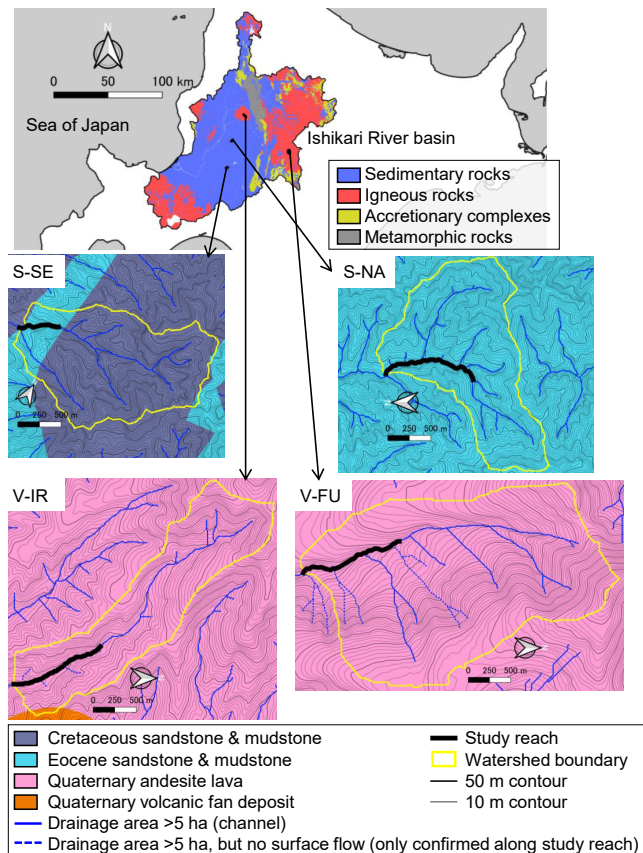 N
0 50 100 km
Sea of Japan
Ishikari River basin
Sedimentary rocks
Igneous rocks
Accretionary complexes
Metamorphic rocks
S-SE
S-NA
0 250 500 m
0 250 500 m
V-IR
V-FU
0 250 500 m
0 250 500 m
Cretaceous sandstone & mudstone
Eocene sandstone & mudstone
Quaternary andesite lava
Quaternary volcanic fan deposit
Drainage area >5 ha (channel)
Drainage area >5 ha, but no surface flow (only confirmed along study reach)
Study reach
Watershed boundary
50 m contour
10 m contour